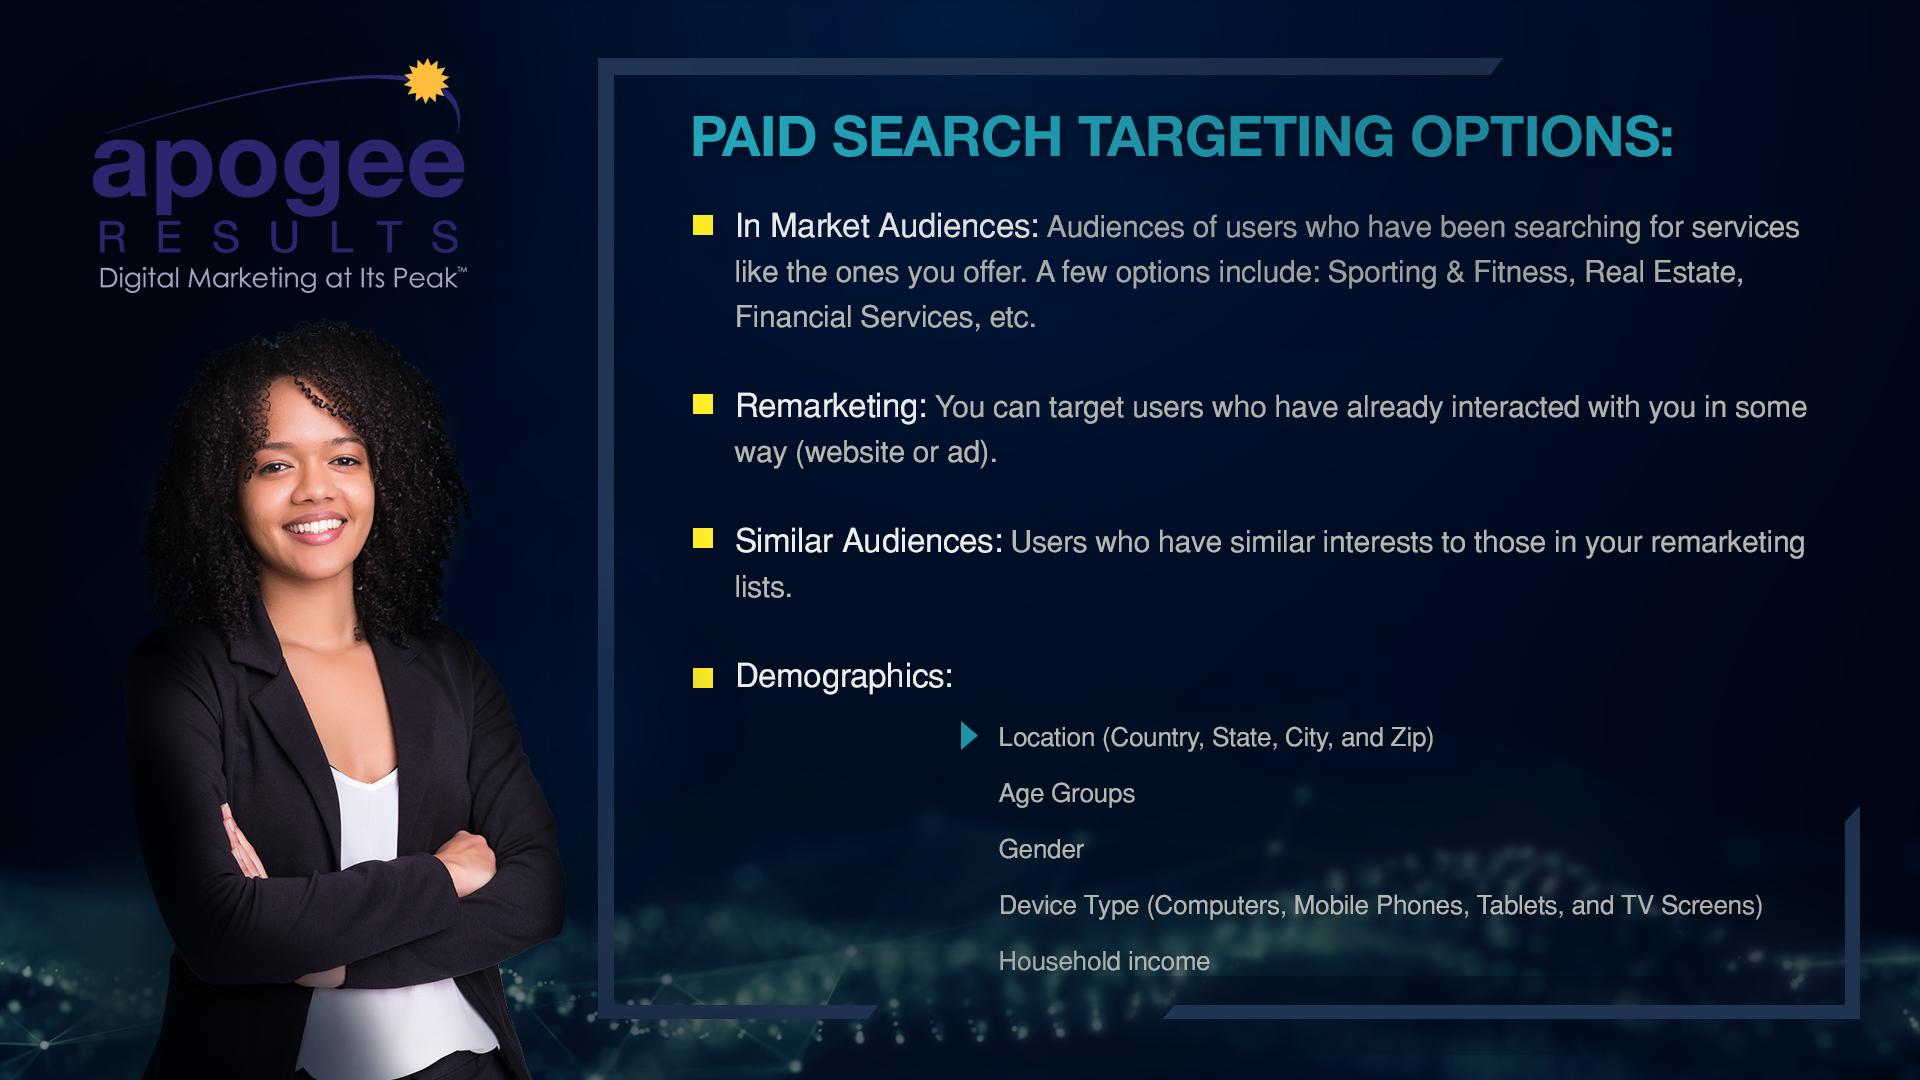 apogee
RESULTS
Digital Marketing at Its Peak™
PAID SEARCH TARGETING OPTIONS:
In Market Audiences: Audiences of users who have been searching for services
like the ones you offer. A few options include: Sporting & Fitness, Real Estate,
Financial Services, etc.
Remarketing: You can target users who have already interacted with you in some
way (website or ad).
Similar Audiences: Users who have similar interests to those in your remarketing
lists.
Demographics:
Location (Country, State, City, and Zip)
Age Groups
Gender
Device Type (Computers, Mobile Phones, Tablets, and TV Screens)
Household income